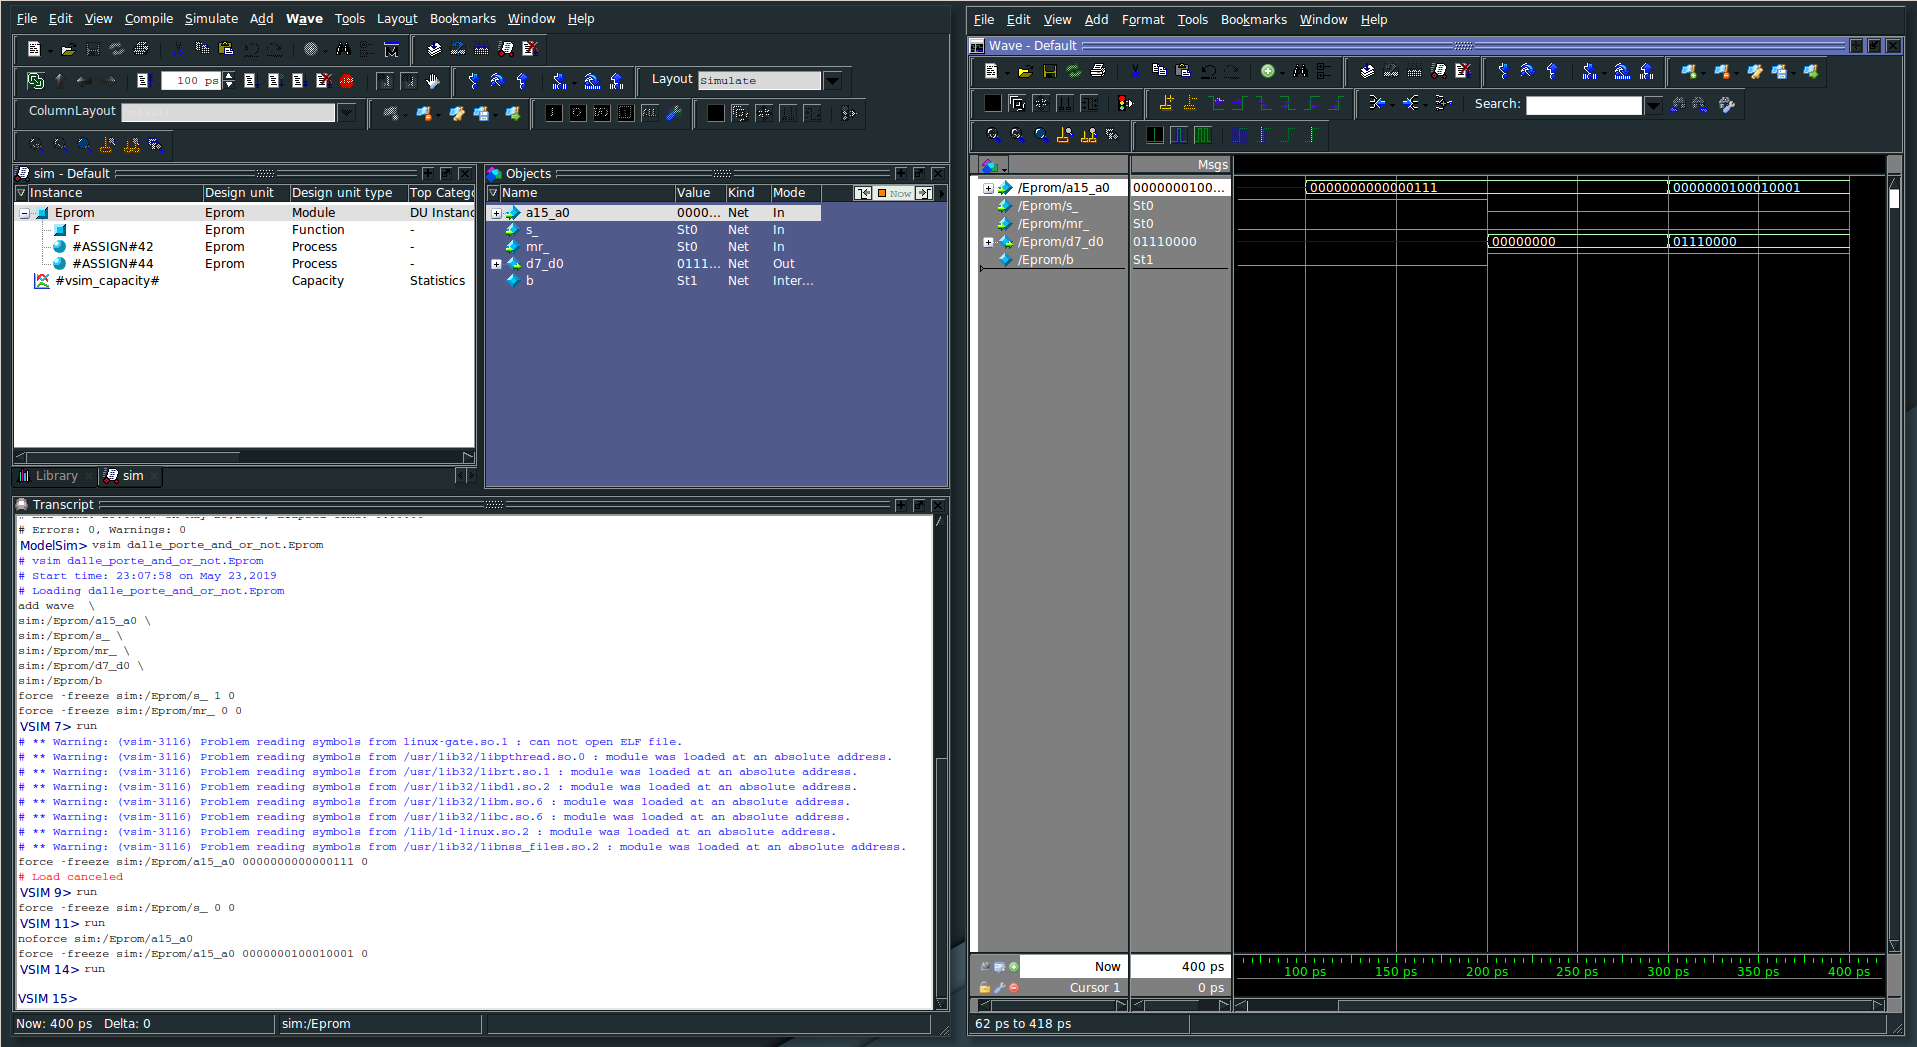 File Edit View Compile Simulate Add Wave Tools Layout Bookmarks Window Help
100 ps
Layout Simulate
ColumnLayout
sim - Default
Instance Design unit Design unit type Top Catego
Eprom Eprom Module DU Instanc
F Eprom Function -
#ASSIGN#42 Eprom Process -
#ASSIGN#44 Eprom Process -
#vsim_capacity# Capacity Statistics
Library sim
Objects
Name Value Kind Mode Now
a15_a0 0000... Net In
s_ St0 Net In
mr_ St0 Net In
d7_d0 0111... Net Out
b St1 Net Inter...
Transcript
# Errors: 0, Warnings: 0
ModelSim> vsim dalle_porte_and_or_not.Eprom
# vsim dalle_porte_and_or_not.Eprom
# Start time: 23:07:58 on May 23,2019
# Loading dalle_porte_and_or_not.Eprom
add wave \
sim:/Eprom/a15_a0 \
sim:/Eprom/s_ \
sim:/Eprom/mr_ \
sim:/Eprom/d7_d0 \
sim:/Eprom/b
force -freeze sim:/Eprom/s_ 1 0
force -freeze sim:/Eprom/mr_ 0 0
VSIM 7> run
# ** Warning: (vsim-3116) Problem reading symbols from linux-gate.so.1 : can not open ELF file.
# ** Warning: (vsim-3116) Problem reading symbols from /usr/lib32/libpthread.so.0 : module was loaded at an absolute address.
# ** Warning: (vsim-3116) Problem reading symbols from /usr/lib32/librt.so.1 : module was loaded at an absolute address.
# ** Warning: (vsim-3116) Problem reading symbols from /usr/lib32/libdl.so.2 : module was loaded at an absolute address.
# ** Warning: (vsim-3116) Problem reading symbols from /usr/lib32/libm.so.6 : module was loaded at an absolute address.
# ** Warning: (vsim-3116) Problem reading symbols from /usr/lib32/libc.so.6 : module was loaded at an absolute address.
# ** Warning: (vsim-3116) Problem reading symbols from /lib/ld-linux.so.2 : module was loaded at an absolute address.
# ** Warning: (vsim-3116) Problem reading symbols from /usr/lib32/libnss_files.so.2 : module was loaded at an absolute address.
force -freeze sim:/Eprom/a15_a0 0000000000000111 0
# Load canceled
VSIM 9> run
force -freeze sim:/Eprom/s_ 0 0
VSIM 11> run
noforce sim:/Eprom/a15_a0
force -freeze sim:/Eprom/a15_a0 0000000100010001 0
VSIM 14> run
VSIM 15>
Now: 400 ps Delta: 0 sim:/Eprom
File Edit View Add Format Tools Bookmarks Window Help
Wave - Default
Search:
Msgs
/Eprom/a15_a0 0000000100... 0000000000000111 0000000100010001
/Eprom/s_ St0
/Eprom/mr_ St0
/Eprom/d7_d0 01110000 00000000 01110000
/Eprom/b St1
Now 400 ps 100 ps 150 ps 200 ps 250 ps 300 ps 350 ps 400 ps
Cursor 1 0 ps
62 ps to 418 ps